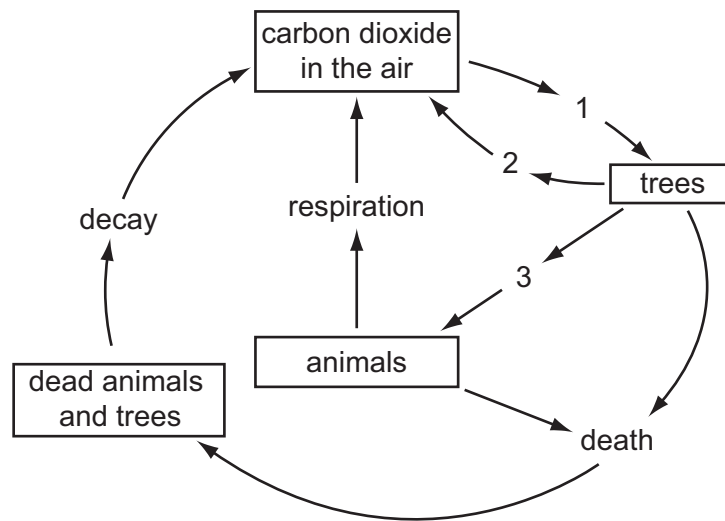 carbon dioxide
in the air
1
2
trees
decay
respiration
3
animals
dead animals
and trees
death